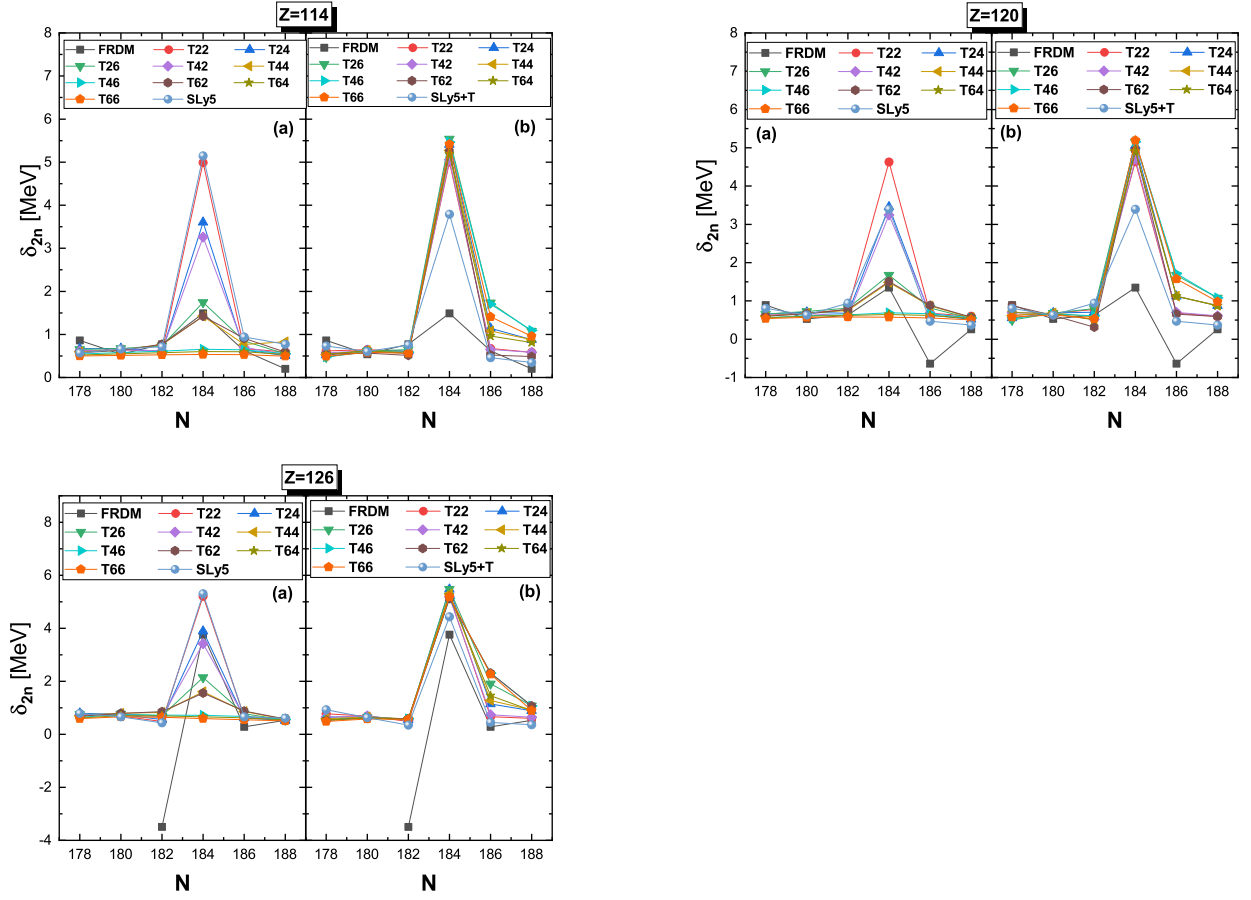 Z=114
8
7
6
5
4
3
2
1
0
δ2n [MeV]
FRDM T22 T24
T26 T42 T44
T46 T62 T64
T66 SLy5
(a)
FRDM T22 T24
T26 T42 T44
T46 T62 T64
T66 SLy5+T
(b)
178 180 182 184 186 188 178 180 182 184 186 188
N N
Z=120
8
7
6
5
4
3
2
1
0
-1
δ2n [MeV]
FRDM T22 T24
T26 T42 T44
T46 T62 T64
T66 SLy5
(a)
FRDM T22 T24
T26 T42 T44
T46 T62 T64
T66 SLy5+T
(b)
178 180 182 184 186 188 178 180 182 184 186 188
N N
Z=126
8
6
4
2
0
-2
-4
δ2n [MeV]
FRDM T22 T24
T26 T42 T44
T46 T62 T64
T66 SLy5
(a)
FRDM T22 T24
T26 T42 T44
T46 T62 T64
T66 SLy5+T
(b)
178 180 182 184 186 188 178 180 182 184 186 188
N N